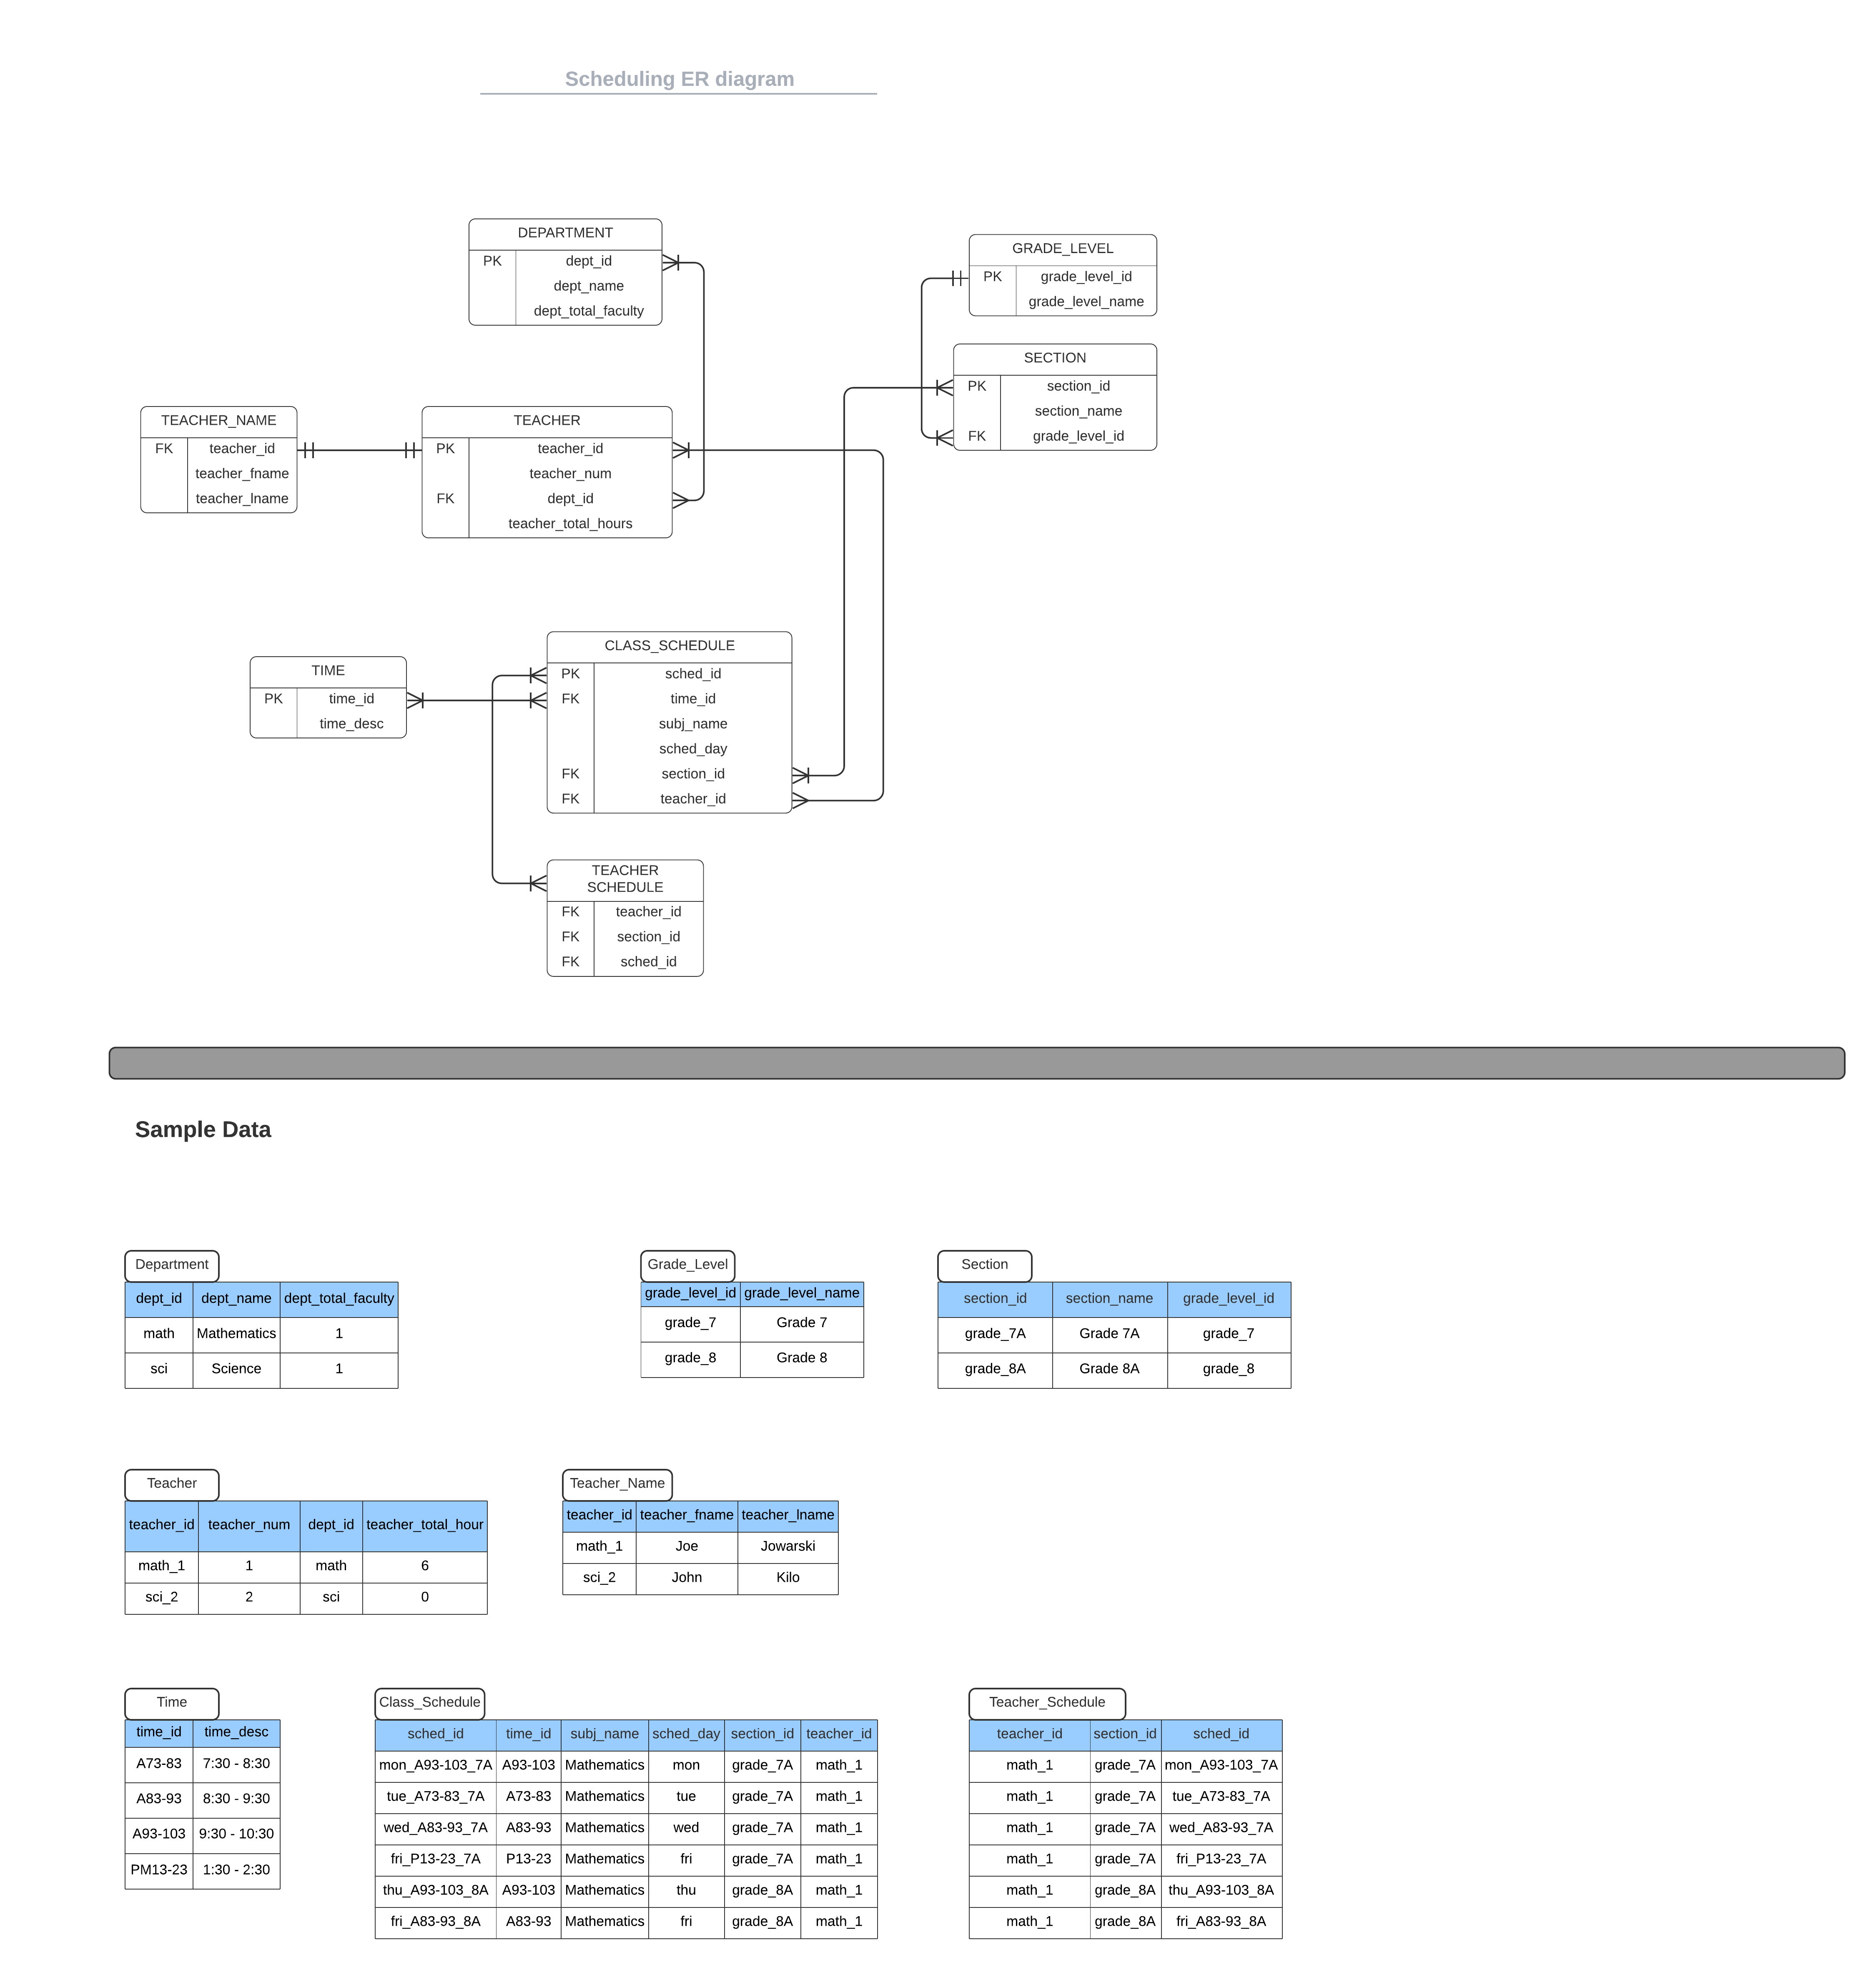 Scheduling ER diagram
DEPARTMENT
PK dept_id
dept_name
dept_total_faculty
GRADE_LEVEL
PK grade_level_id
grade_level_name
SECTION
PK section_id
section_name
FK grade_level_id
TEACHER_NAME
FK teacher_id
teacher_fname
teacher_lname
TEACHER
PK teacher_id
teacher_num
FK dept_id
teacher_total_hours
TIME
PK time_id
time_desc
CLASS_SCHEDULE
PK sched_id
FK time_id
subj_name
sched_day
FK section_id
FK teacher_id
TEACHER
SCHEDULE
FK teacher_id
FK section_id
FK sched_id
Sample Data
Department
dept_id dept_name dept_total_faculty
math Mathematics 1
sci Science 1
Grade_Level
grade_level_id grade_level_name
grade_7 Grade 7
grade_8 Grade 8
Section
section_id section_name grade_level_id
grade_7A Grade 7A grade_7
grade_8A Grade 8A grade_8
Teacher
teacher_id teacher_num dept_id teacher_total_hour
math_1 1 math 6
sci_2 2 sci 0
Teacher_Name
teacher_id teacher_fname teacher_lname
math_1 Joe Jowarski
sci_2 John Kilo
Time
time_id time_desc
A73-83 7:30 - 8:30
A83-93 8:30 - 9:30
A93-103 9:30 - 10:30
PM13-23 1:30 - 2:30
Class_Schedule
sched_id time_id subj_name sched_day section_id teacher_id
mon_A93-103_7A A93-103 Mathematics mon grade_7A math_1
tue_A73-83_7A A73-83 Mathematics tue grade_7A math_1
wed_A83-93_7A A83-93 Mathematics wed grade_7A math_1
fri_P13-23_7A P13-23 Mathematics fri grade_7A math_1
thu_A93-103_8A A93-103 Mathematics thu grade_8A math_1
fri_A83-93_8A A83-93 Mathematics fri grade_8A math_1
Teacher_Schedule
teacher_id section_id sched_id
math_1 grade_7A mon_A93-103_7A
math_1 grade_7A tue_A73-83_7A
math_1 grade_7A wed_A83-93_7A
math_1 grade_7A fri_P13-23_7A
math_1 grade_8A thu_A93-103_8A
math_1 grade_8A fri_A83-93_8A